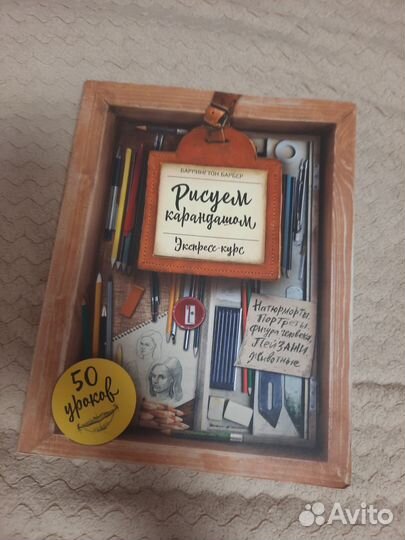 БАРРИНГТОН БАРБЕР
Рисуем
карандашом
Экспресс-курс
Натюрморты
Портреты
фигура человека
ПейЗАЖИ
Животные
50
уроков
Avito